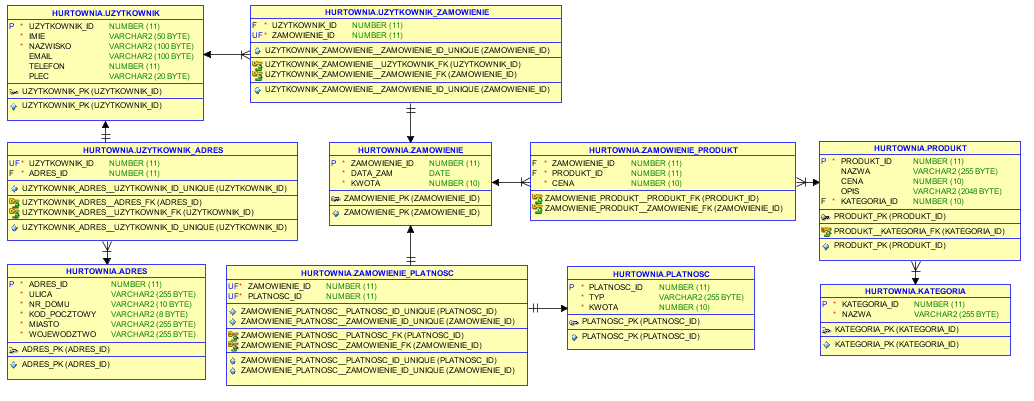 HURTOWNIA.UZYTKOWNIK
P * UZYTKOWNIK_ID NUMBER (11)
* IMIE VARCHAR2 (50 BYTE)
* NAZWISKO VARCHAR2 (100 BYTE)
EMAIL VARCHAR2 (100 BYTE)
TELEFON NUMBER (11)
PLEC VARCHAR2 (20 BYTE)
UZYTKOWNIK_PK (UZYTKOWNIK_ID)
UZYTKOWNIK_PK (UZYTKOWNIK_ID)
HURTOWNIA.UZYTKOWNIK_ZAMOWIENIE
F * UZYTKOWNIK_ID NUMBER (11)
UF* ZAMOWIENIE_ID NUMBER (11)
UZYTKOWNIK_ZAMOWIENIE__ZAMOWIENIE_ID_UNIQUE (ZAMOWIENIE_ID)
UZYTKOWNIK_ZAMOWIENIE__UZYTKOWNIK_FK (UZYTKOWNIK_ID)
UZYTKOWNIK_ZAMOWIENIE__ZAMOWIENIE_FK (ZAMOWIENIE_ID)
UZYTKOWNIK_ZAMOWIENIE__ZAMOWIENIE_ID_UNIQUE (ZAMOWIENIE_ID)
HURTOWNIA.UZYTKOWNIK_ADRES
UF* UZYTKOWNIK_ID NUMBER (11)
F * ADRES_ID NUMBER (11)
UZYTKOWNIK_ADRES__UZYTKOWNIK_ID_UNIQUE (UZYTKOWNIK_ID)
UZYTKOWNIK_ADRES__ADRES_FK (ADRES_ID)
UZYTKOWNIK_ADRES__UZYTKOWNIK_FK (UZYTKOWNIK_ID)
UZYTKOWNIK_ADRES__UZYTKOWNIK_ID_UNIQUE (UZYTKOWNIK_ID)
HURTOWNIA.ZAMOWIENIE
P * ZAMOWIENIE_ID NUMBER (11)
* DATA_ZAM DATE
* KWOTA NUMBER (10)
ZAMOWIENIE_PK (ZAMOWIENIE_ID)
ZAMOWIENIE_PK (ZAMOWIENIE_ID)
HURTOWNIA.ZAMOWIENIE_PRODUKT
F * ZAMOWIENIE_ID NUMBER (11)
F * PRODUKT_ID NUMBER (11)
* CENA NUMBER (10)
ZAMOWIENIE_PRODUKT__PRODUKT_FK (PRODUKT_ID)
ZAMOWIENIE_PRODUKT__ZAMOWIENIE_FK (ZAMOWIENIE_ID)
HURTOWNIA.PRODUKT
P * PRODUKT_ID NUMBER (11)
NAZWA VARCHAR2 (255 BYTE)
CENA NUMBER (10)
OPIS VARCHAR2 (2048 BYTE)
F * KATEGORIA_ID NUMBER (11)
PRODUKT_PK (PRODUKT_ID)
PRODUKT__KATEGORIA_FK (KATEGORIA_ID)
PRODUKT_PK (PRODUKT_ID)
HURTOWNIA.ADRES
P * ADRES_ID NUMBER (11)
* ULICA VARCHAR2 (255 BYTE)
* NR_DOMU VARCHAR2 (10 BYTE)
* KOD_POCZTOWY VARCHAR2 (8 BYTE)
* MIASTO VARCHAR2 (255 BYTE)
* WOJEWODZTWO VARCHAR2 (255 BYTE)
ADRES_PK (ADRES_ID)
ADRES_PK (ADRES_ID)
HURTOWNIA.ZAMOWIENIE_PLATNOSC
UF* ZAMOWIENIE_ID NUMBER (11)
UF* PLATNOSC_ID NUMBER (11)
ZAMOWIENIE_PLATNOSC__PLATNOSC_ID_UNIQUE (PLATNOSC_ID)
ZAMOWIENIE_PLATNOSC__ZAMOWIENIE_ID_UNIQUE (ZAMOWIENIE_ID)
ZAMOWIENIE_PLATNOSC__PLATNOSC_FK (PLATNOSC_ID)
ZAMOWIENIE_PLATNOSC__ZAMOWIENIE_FK (ZAMOWIENIE_ID)
ZAMOWIENIE_PLATNOSC__PLATNOSC_ID_UNIQUE (PLATNOSC_ID)
ZAMOWIENIE_PLATNOSC__ZAMOWIENIE_ID_UNIQUE (ZAMOWIENIE_ID)
HURTOWNIA.PLATNOSC
P * PLATNOSC_ID NUMBER (11)
* TYP VARCHAR2 (255 BYTE)
* KWOTA NUMBER (10)
PLATNOSC_PK (PLATNOSC_ID)
PLATNOSC_PK (PLATNOSC_ID)
HURTOWNIA.KATEGORIA
P * KATEGORIA_ID NUMBER (11)
* NAZWA VARCHAR2 (255 BYTE)
KATEGORIA_PK (KATEGORIA_ID)
KATEGORIA_PK (KATEGORIA_ID)